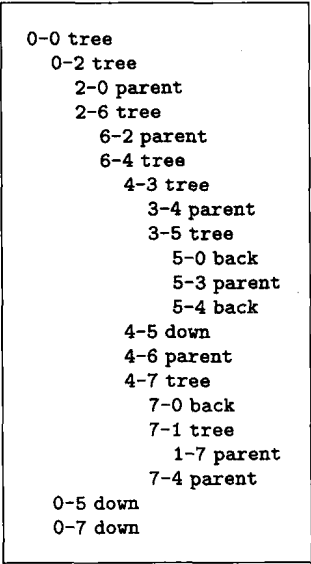 0-0 tree
0-2 tree
2-0 parent
2-6 tree
6-2 parent
6-4 tree
4-3 tree
3-4 parent
3-5 tree
5-0 back
5-3 parent
5-4 back
4-5 down
4-6 parent
4-7 tree
7-0 back
7-1 tree
1-7 parent
7-4 parent
0-5 down
0-7 down